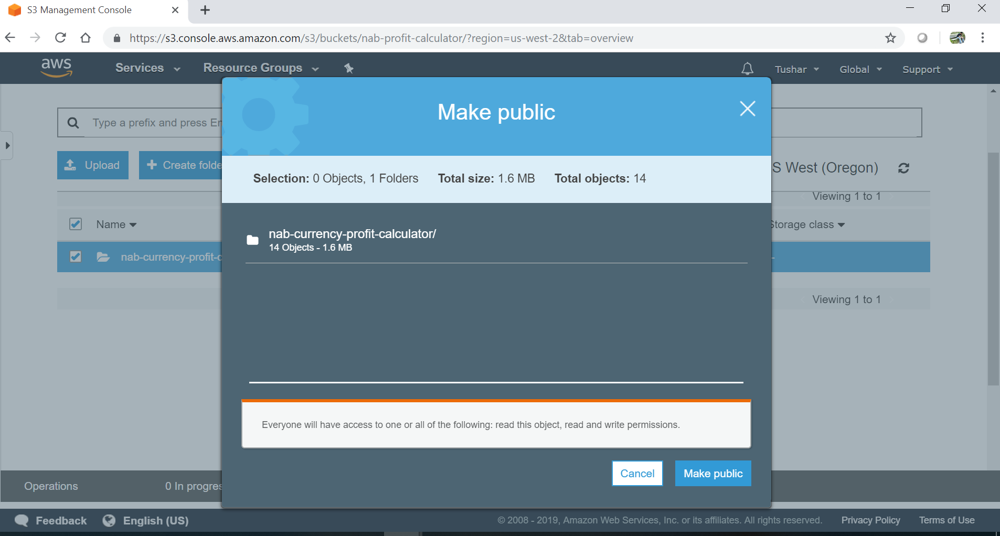 S3 Management Console
https://s3.console.aws.amazon.com/s3/buckets/nab-profit-calculator/?region=us-west-2&tab=overview
aws Services Resource Groups Tushar Global Support
Make public
Type a prefix and press En
Upload Create folde
S West (Oregon)
Selection: 0 Objects, 1 Folders Total size: 1.6 MB Total objects: 14
Viewing 1 to 1
Name
Storage class
nab-currency-profit-calculator/
14 Objects - 1.6 MB
nab-currency-profit-c
Viewing 1 to 1
Everyone will have access to one or all of the following: read this object, read and write permissions.
Cancel Make public
Operations 0 In progres
Feedback English (US) © 2008 - 2019, Amazon Web Services, Inc. or its affiliates. All rights reserved. Privacy Policy Terms of Use